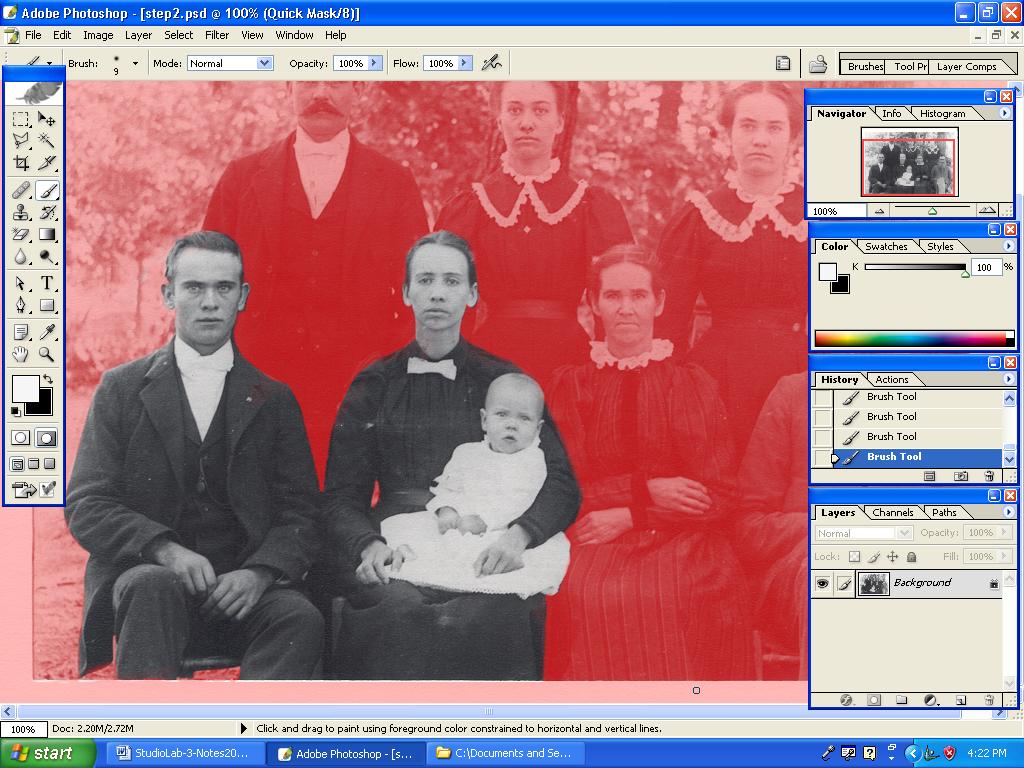 Adobe Photoshop - [step2.psd @ 100% (Quick Mask/8)]
File Edit Image Layer Select Filter View Window Help
Brush: 9 Mode: Normal Opacity: 100% Flow: 100%
Brushes Tool Pr Layer Comps
Navigator Info Histogram
100%
Color Swatches Styles
K 100 %
History Actions
Brush Tool
Brush Tool
Brush Tool
Brush Tool
Layers Channels Paths
Normal Opacity: 100%
Lock: Fill: 100%
Background
T
100% Doc: 2.20M/2.72M Click and drag to paint using foreground color constrained to horizontal and vertical lines.
start StudioLab-3-Notes20... Adobe Photoshop - [s... C:\Documents and Se... 4:22 PM